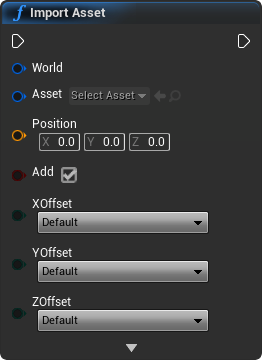 f Import Asset
World
Asset Select Asset
Position
X 0.0 Y 0.0 Z 0.0
Add
XOffset
Default
YOffset
Default
ZOffset
Default